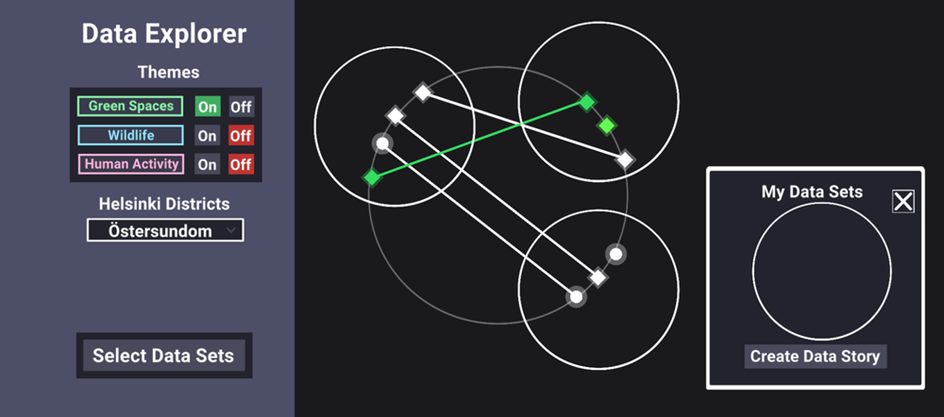 Data Explorer
Themes
Green Spaces On Off
Wildlife On Off
Human Activity On Off
Helsinki Districts
Östersundom
Select Data Sets
My Data Sets
Create Data Story